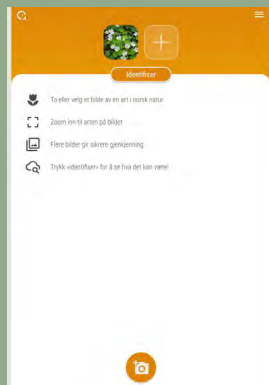 Identifiser
Ta eller velg et bilde av en art i norsk natur
Zoom inn til arten på bildet
Flere bilder gir sikrere gjenkjenning
Trykk «Identifiser» for å se hva det kan være!